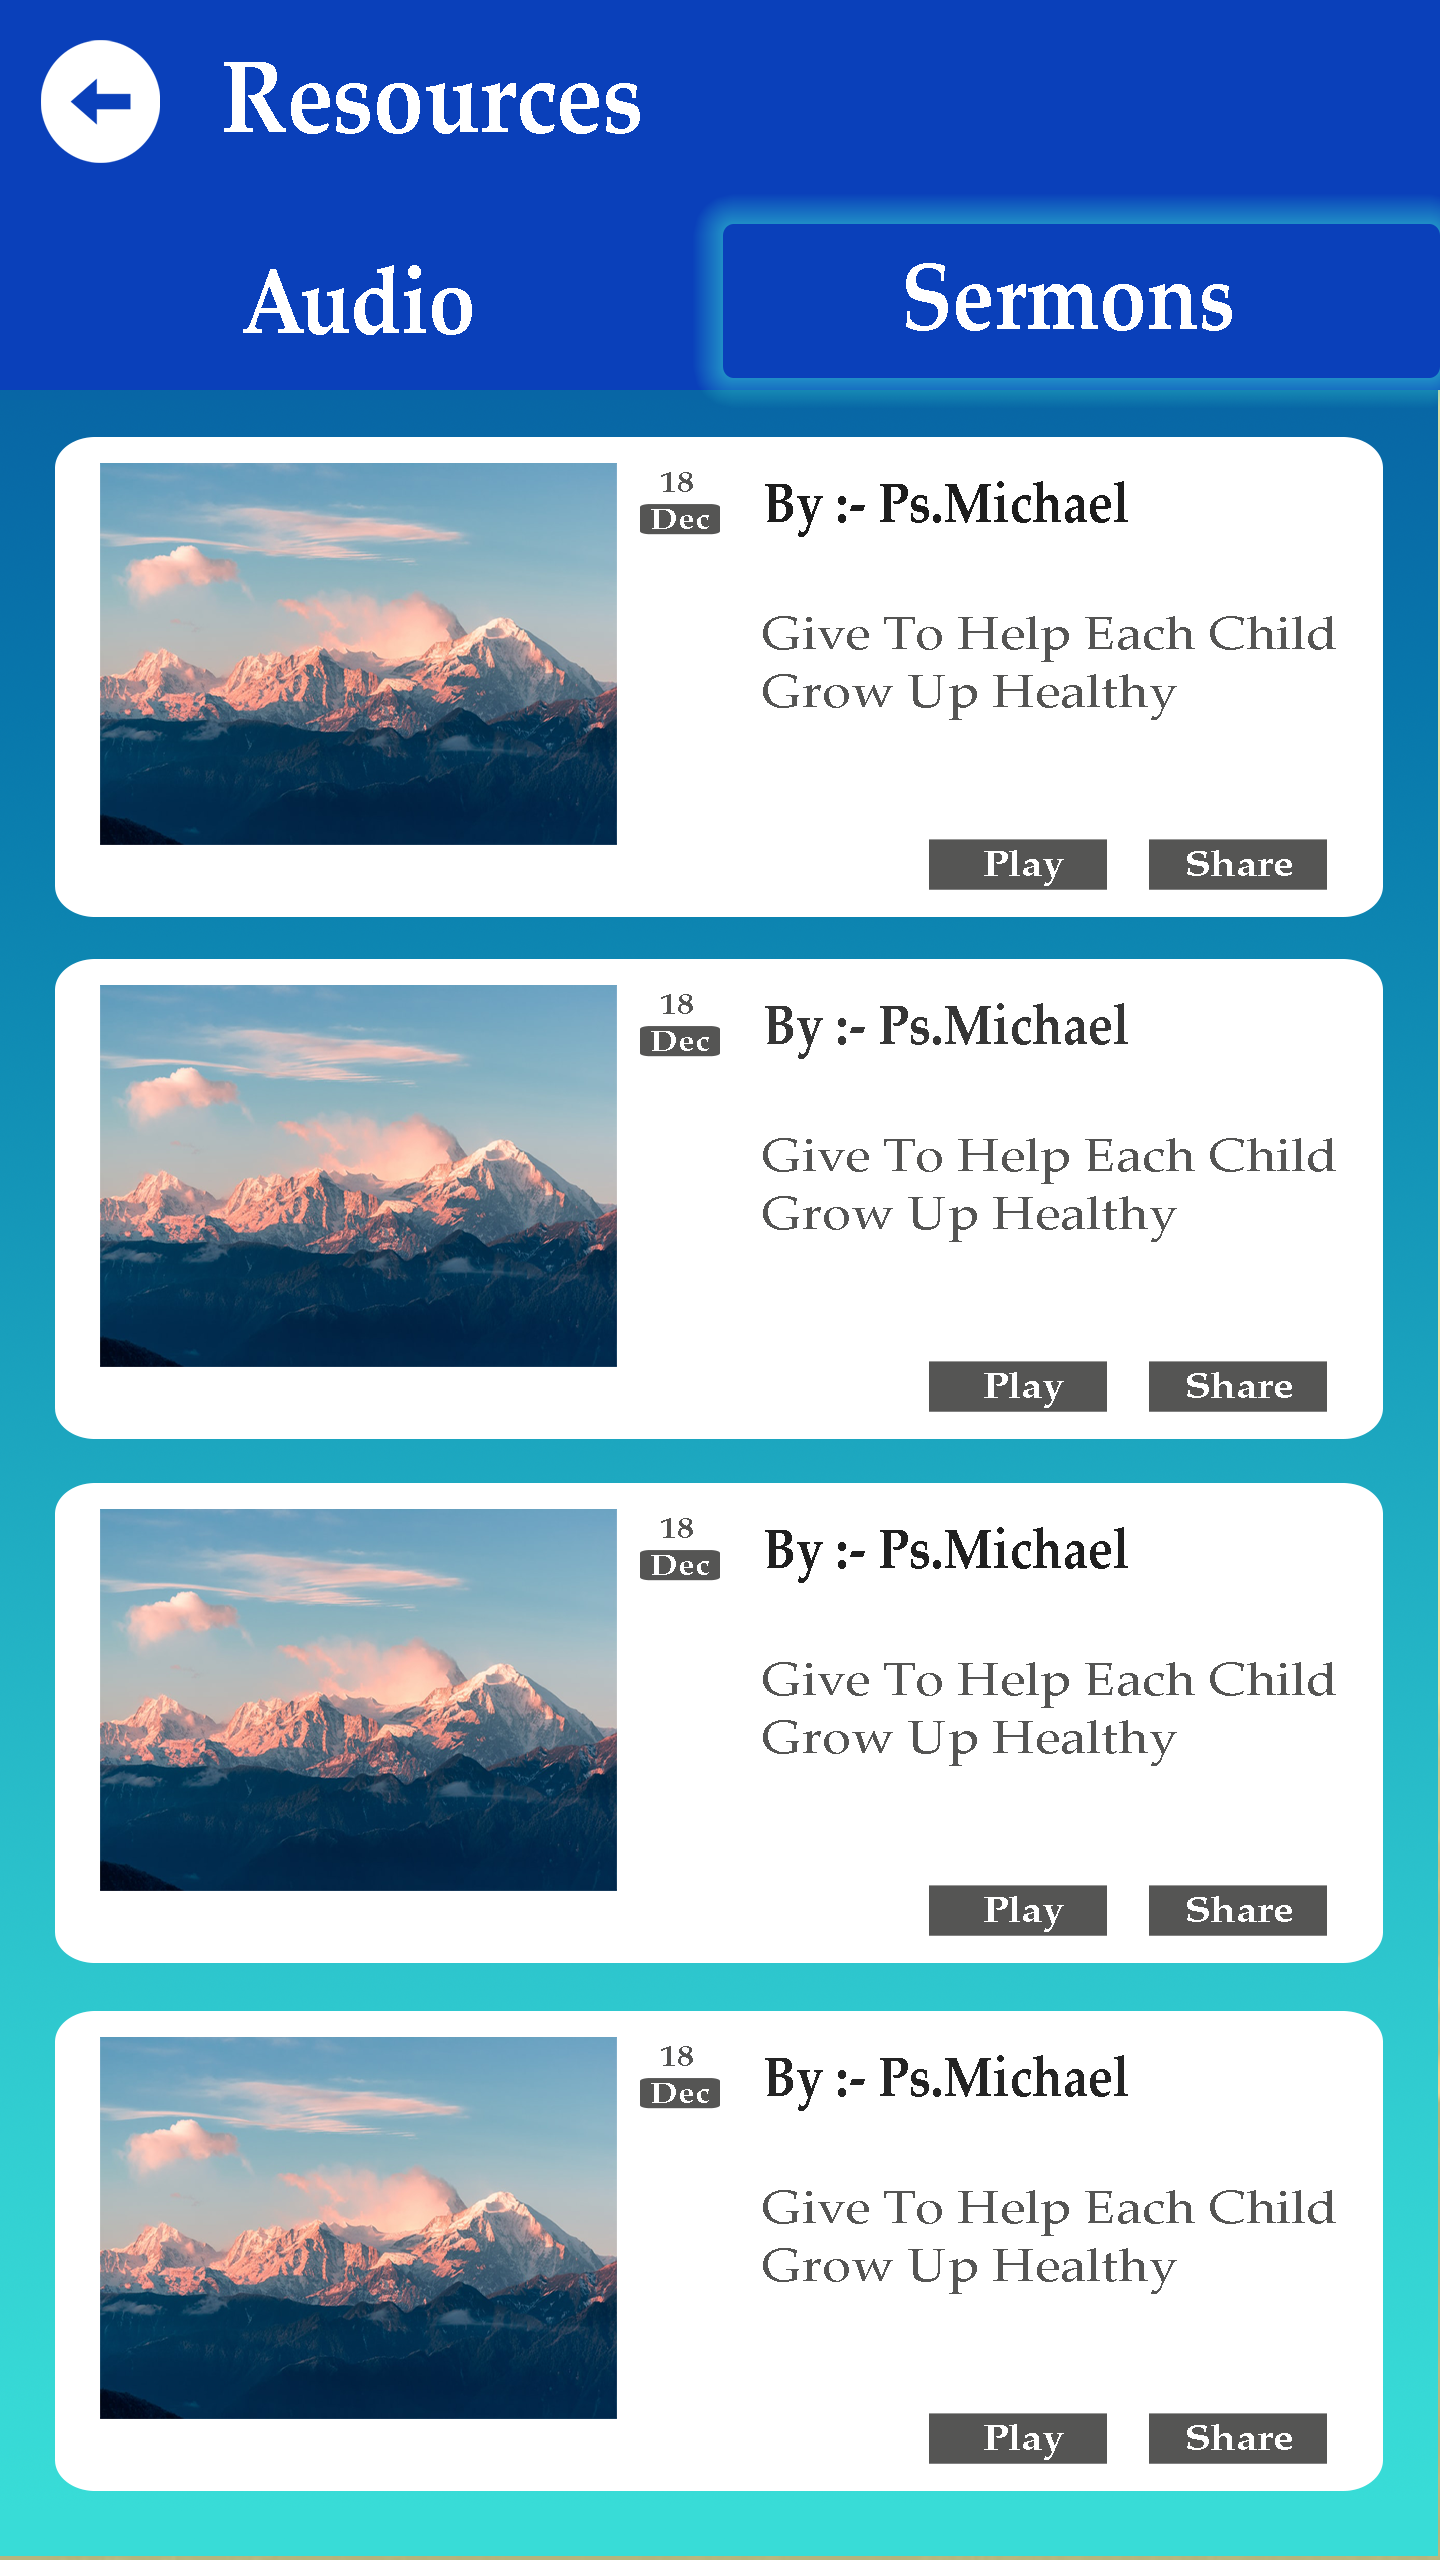 Resources
Audio
Sermons
18
Dec
By :- Ps.Michael
Give To Help Each Child
Grow Up Healthy
Play
Share
18
Dec
By :- Ps.Michael
Give To Help Each Child
Grow Up Healthy
Play
Share
18
Dec
By :- Ps.Michael
Give To Help Each Child
Grow Up Healthy
Play
Share
18
Dec
By :- Ps.Michael
Give To Help Each Child
Grow Up Healthy
Play
Share